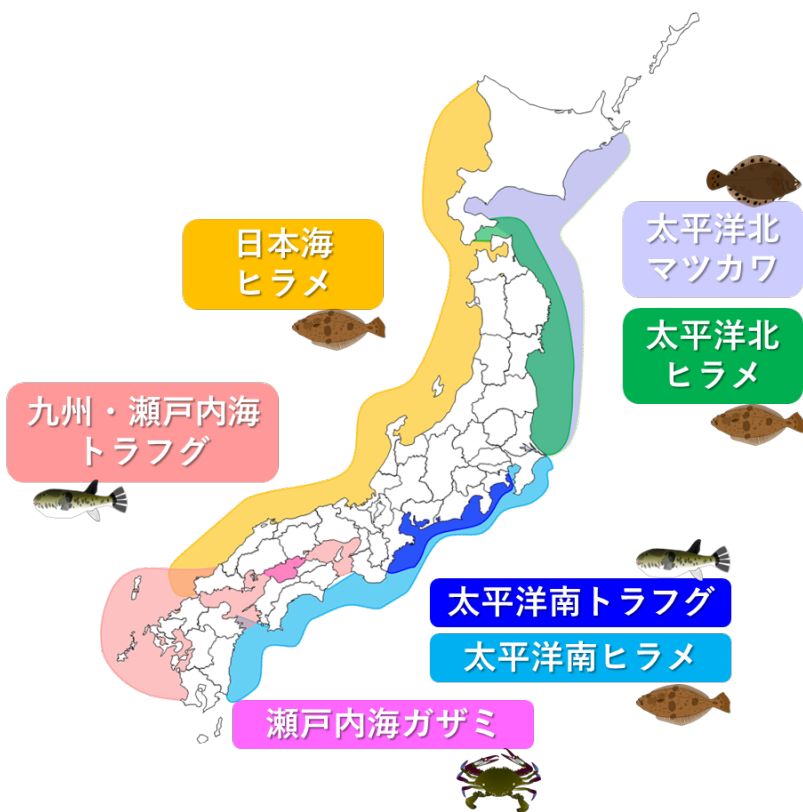 日本海
ヒラメ
太平洋北
マツカワ
太平洋北
ヒラメ
九州・瀬戸内海
トラフグ
太平洋南トラフグ
太平洋南ヒラメ
瀬戸内海ガザミ